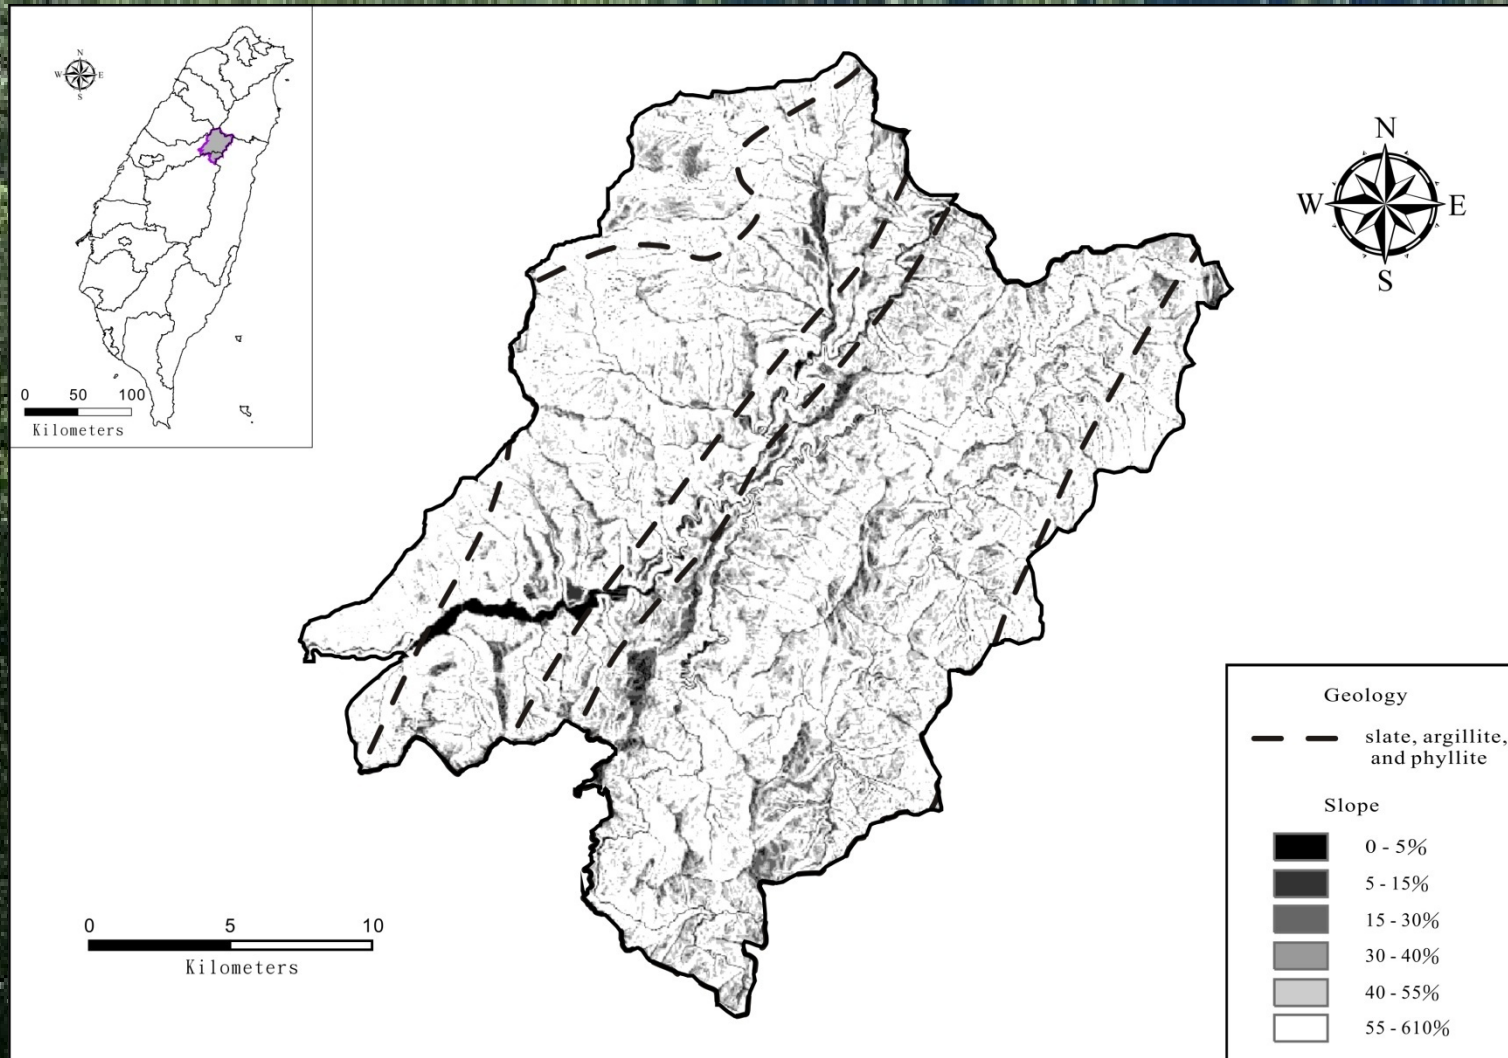 N
W E
S
0 50 100
Kilometers
N
W E
S
0 5 10
Kilometers
Geology
slate, argillite,
and phyllite
Slope
0 - 5%
5 - 15%
15 - 30%
30 - 40%
40 - 55%
55 - 610%